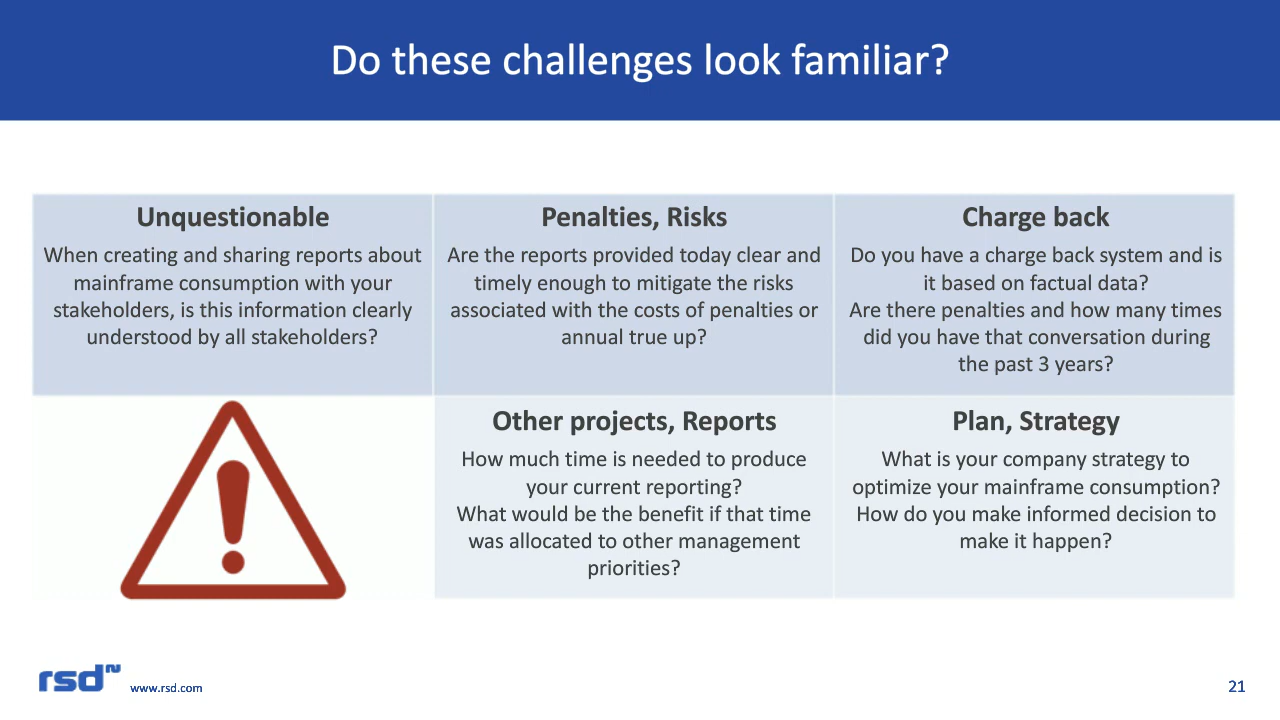 Do these challenges look familiar?
Unquestionable
When creating and sharing reports about
mainframe consumption with your
stakeholders, is this information clearly
understood by all stakeholders?
Penalties, Risks
Are the reports provided today clear and
timely enough to mitigate the risks
associated with the costs of penalties or
annual true up?
Charge back
Do you have a charge back system and is
it based on factual data?
Are there penalties and how many times
did you have that conversation during
the past 3 years?
Other projects, Reports
How much time is needed to produce
your current reporting?
What would be the benefit if that time
was allocated to other management
priorities?
Plan, Strategy
What is your company strategy to
optimize your mainframe consumption?
How do you make informed decision to
make it happen?
rsd
www.rsd.com
21